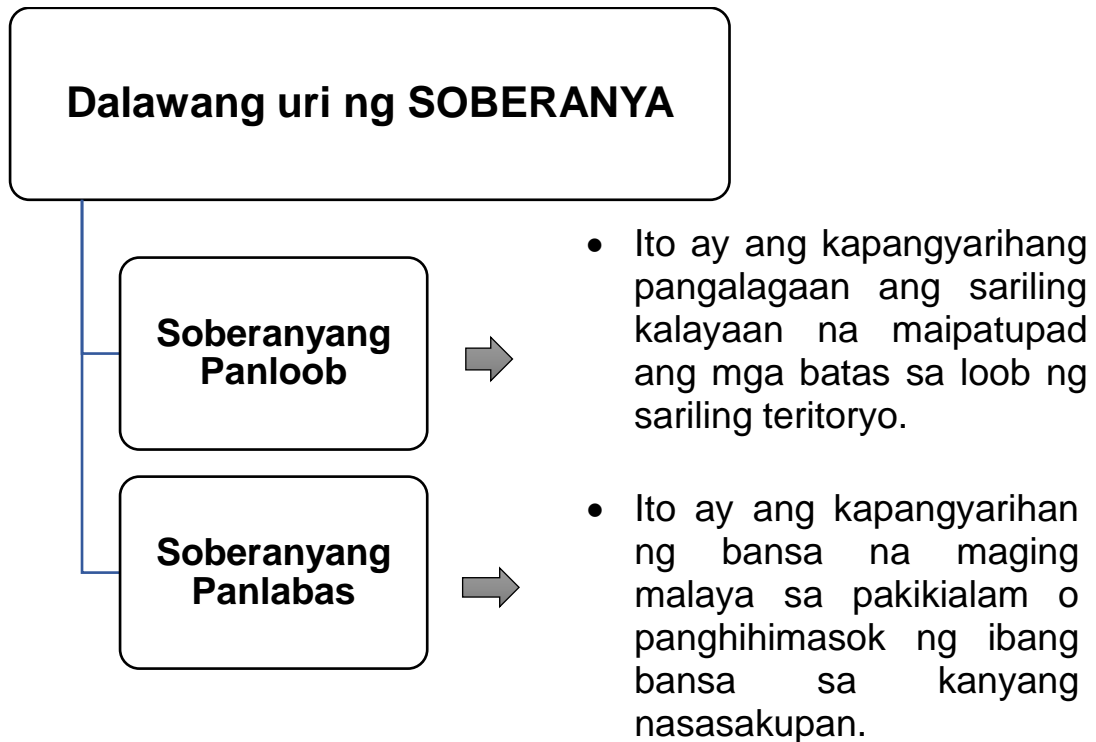 Dalawang uri ng SOBERANYA
Soberanyang
Panloob
• Ito ay ang kapangyarihang
pangalagaan ang sariling
kalayaan na maipatupad
ang mga batas sa loob ng
sariling teritoryo.
Soberanyang
Panlabas
• Ito ay ang kapangyarihan
ng bansa na maging
malaya sa pakikialam o
panghihimasok ng ibang
bansa sa kanyang
nasasakupan.